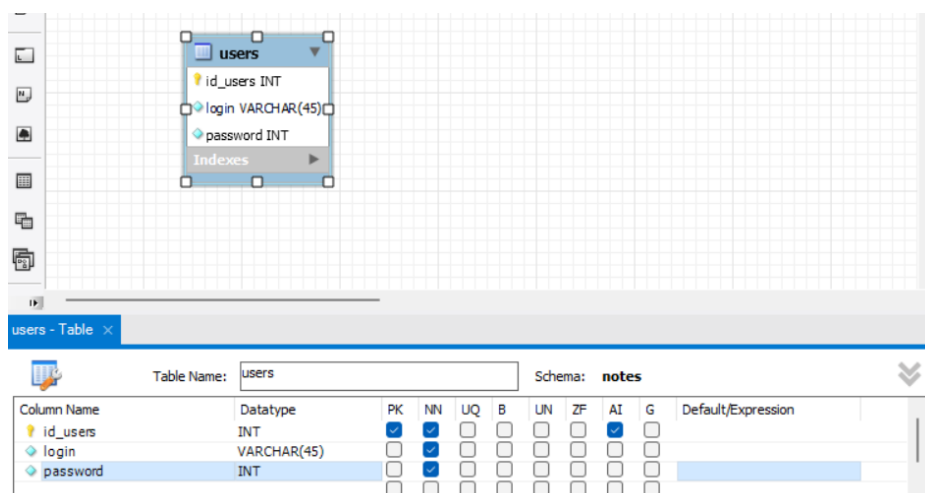 users
id_users INT
login VARCHAR(45)
password INT
Indexes
users - Table ×
Table Name: users Schema: notes
Column Name Datatype PK NN UQ B UN ZF AI G Default/Expression
id_users INT
login VARCHAR(45)
password INT